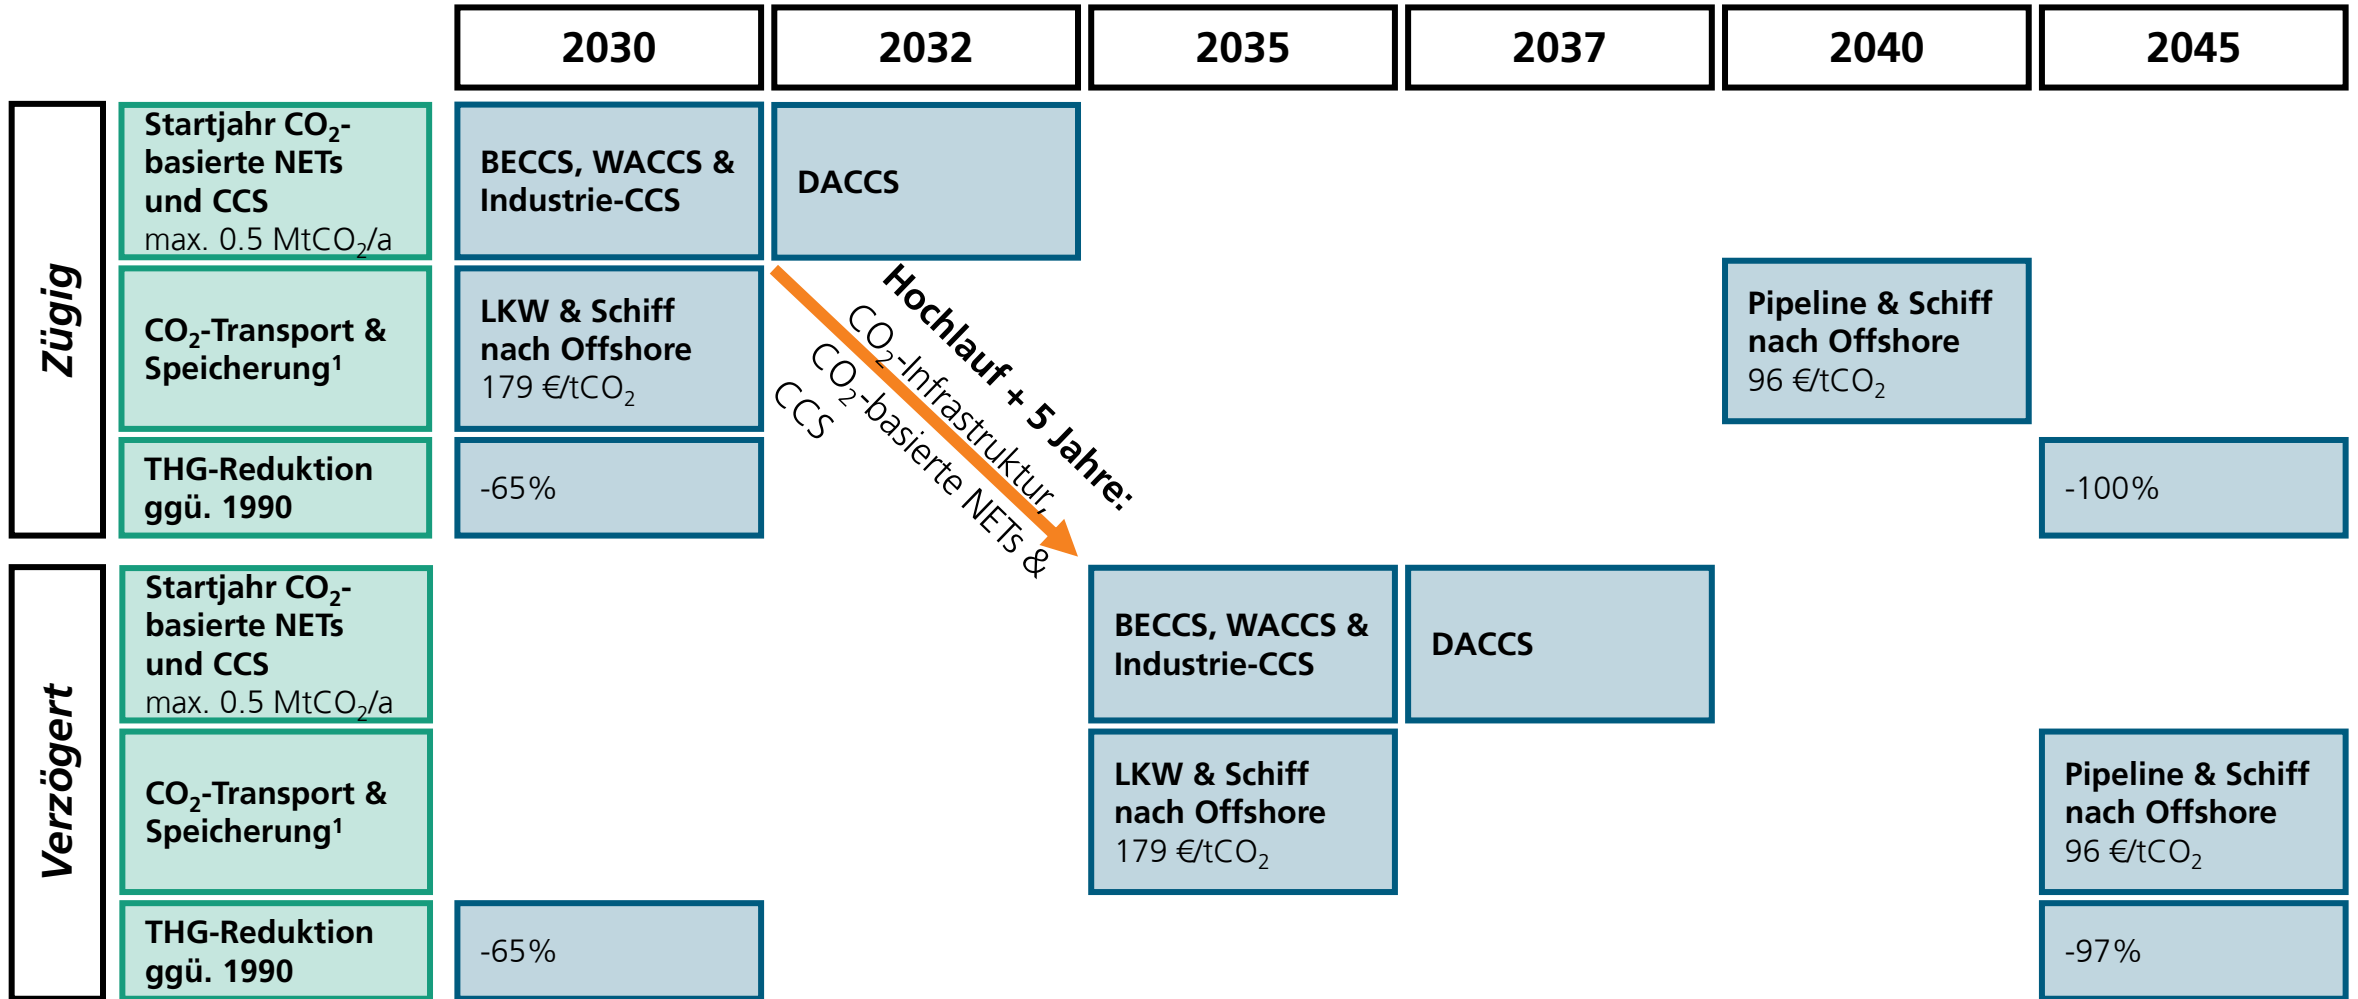 2030
2032
2035
2037
2040
2045
Zügig
Startjahr CO₂-
basierte NETs
und CCS
max. 0.5 MtCO₂/a
BECCS, WACCS &
Industrie-CCS
DACCS
CO₂-Transport &
Speicherung¹
LKW & Schiff
nach Offshore
179 €/tCO₂
Hochlauf + 5 Jahre:
CO₂-Infrastruktur,
CO₂-basierte NETs &
CCS
Pipeline & Schiff
nach Offshore
96 €/tCO₂
THG-Reduktion
ggü. 1990
-65%
-100%
Verzögert
Startjahr CO₂-
basierte NETs
und CCS
max. 0.5 MtCO₂/a
BECCS, WACCS &
Industrie-CCS
DACCS
CO₂-Transport &
Speicherung¹
LKW & Schiff
nach Offshore
179 €/tCO₂
Pipeline & Schiff
nach Offshore
96 €/tCO₂
THG-Reduktion
ggü. 1990
-65%
-97%